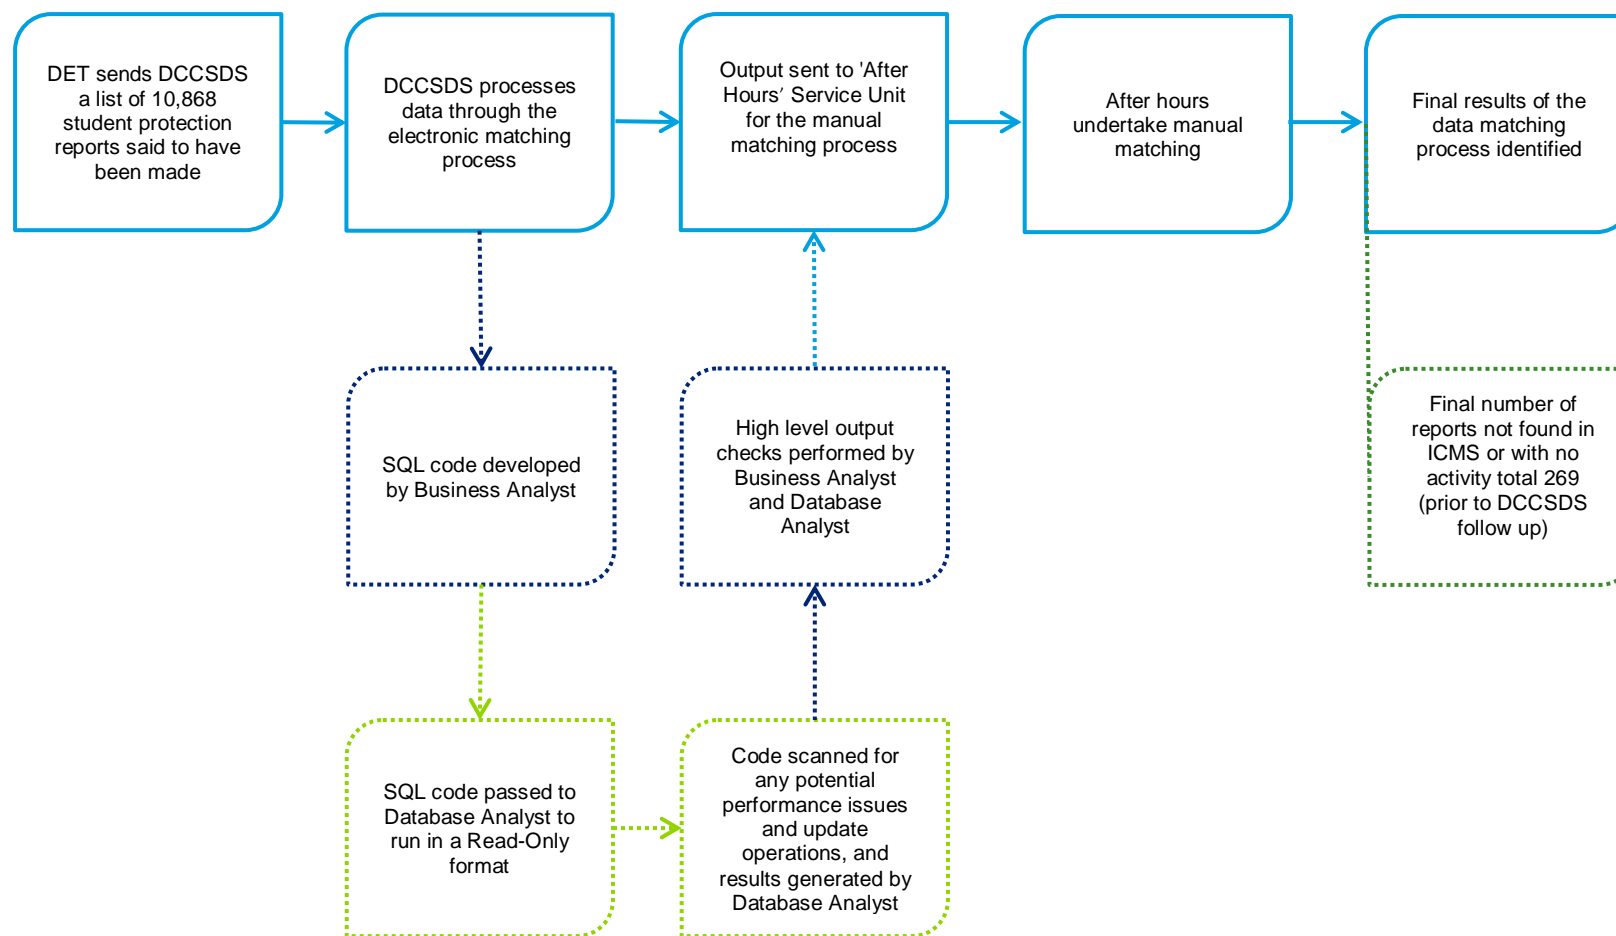 DET sends DCCSDS
a list of 10,868
student protection
reports said to have
been made
DCCSDS processes
data through the
electronic matching
process
Output sent to 'After
Hours’ Service Unit
for the manual
matching process
After hours
undertake manual
matching
Final results of the
data matching
process identified
SQL code developed
by Business Analyst
High level output
checks performed by
Business Analyst
and Database
Analyst
Final number of
reports not found in
ICMS or with no
activity total 269
(prior to DCCSDS
follow up)
SQL code passed to
Database Analyst to
run in a Read-Only
format
Code scanned for
any potential
performance issues
and update
operations, and
results generated by
Database Analyst